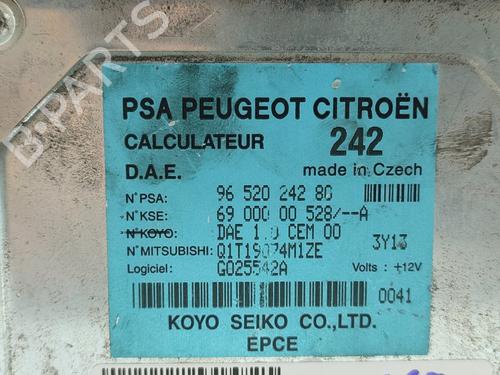 B-PARTS
PSA PEUGEOT CITROËN
CALCULATEUR 242
D.A.E. made in Czech
N°PSA: 96 520 242 80
N°KSE: 69 000 00 528/--A
N°KOYO: DAE 1.0 CEM 00
N°MITSUBISHI: Q1T19074M1ZE 3Y13
Logiciel: G025542A Volts: +12V
0041
KOYO SEIKO CO.,LTD.
EPCE